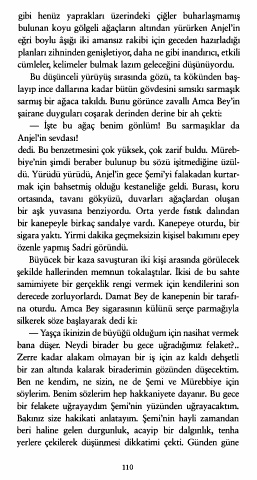 gibi henüz yaprakları üzerindeki çiğler buharlaşmamış
bulunan koyu gölgeli ağaçların altından yürürken Anjel'in
eğri boylu âşığı iki amansız rakibi için geceden hazırladığı
planları zihninden genişletiyor, daha ne gibi inandırıcı, etkili
cümleler, kelimeler bulmak lazım geleceğini düşünüyordu.
Bu düşünceli yürüyüş sırasında gözü, ta kökünden baş-
layıp ince dallarına kadar bütün gövdesini sımsıkı sarmaşık
sarmış bir ağaca takıldı. Bunu görünce zavallı Amca Bey'in
şairane duyguları coşarak derinden derine bir ah çekti:
— İşte bu ağaç benim gönlüm! Bu sarmaşıklar da
Anjel'in sevdası!
dedi. Bu benzetmesini çok yüksek, çok zarif buldu. Müreb-
biye'nin şimdi beraber bulunup bu sözü işitmediğine üzül-
dü. Yürüdü yürüdü, Anjel'in gece Şemi'yi falakadan kurtar-
mak için bahsetmiş olduğu kestaneliğe geldi. Burası, koru
ortasında, tavanı gökyüzü, duvarları ağaçlardan oluşan
bir aşk yuvasına benziyordu. Orta yerde fıstık dalından
bir kanepeyle birkaç sandalye vardı. Kanepeye oturdu, bir
sigara yaktı. Yirmi dakika geçmeksizin kişisel bakımını epey
özenle yapmış Sadri göründü.
Büyücek bir kaza savuşturan iki kişi arasında görülecek
şekilde hallerinden memnun tokalaştılar. İkisi de bu sahte
samimiyete bir gerçeklik rengi vermek için kendilerini son
derecede zorluyorlardı. Damat Bey de kanepenin bir tarafı-
na oturdu. Amca Bey sigarasının külünü serçe parmağıyla
silkerek söze başlayarak dedi ki:
— Yaşça ikinizin de büyüğü olduğum için nasihat vermek
bana düşer. Neydi birader bu gece uğradığımız felaket?..
Zerre kadar alakam olmayan bir iş için az kaldı dehşetli
bir zan altında kalarak biraderimin gözünden düşecektim.
Ben ne kendim, ne sizin, ne de Şemi ve Mürebbiye için
söylerim. Benim sözlerim hep hakkaniyete dayanır. Bu gece
bir felakete uğrayaydım Şemi'nin yüzünden uğrayacaktım.
Bakınız size hakikati anlatayım. Şemi'nin hayli zamandan
beri haline gelen durgunluk, acayip bir dalgınlık, tenha
yerlere çekilerek düşünmesi dikkatimi çekti. Günden güne
110